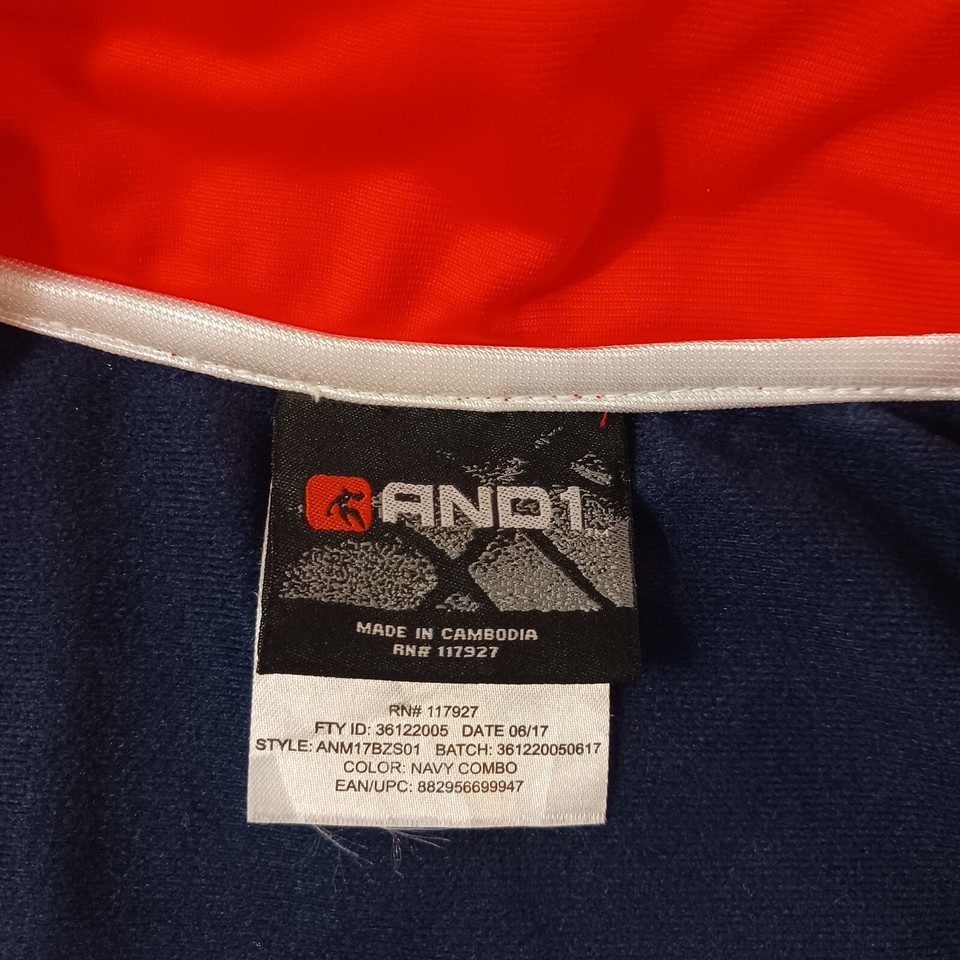 AND1
MADE IN CAMBODIA
RN# 117927
RN# 117927
FTY ID: 36122005 DATE 06/17
STYLE: ANM17BZS01 BATCH: 361220050617
COLOR: NAVY COMBO
EAN/UPC: 882956699947